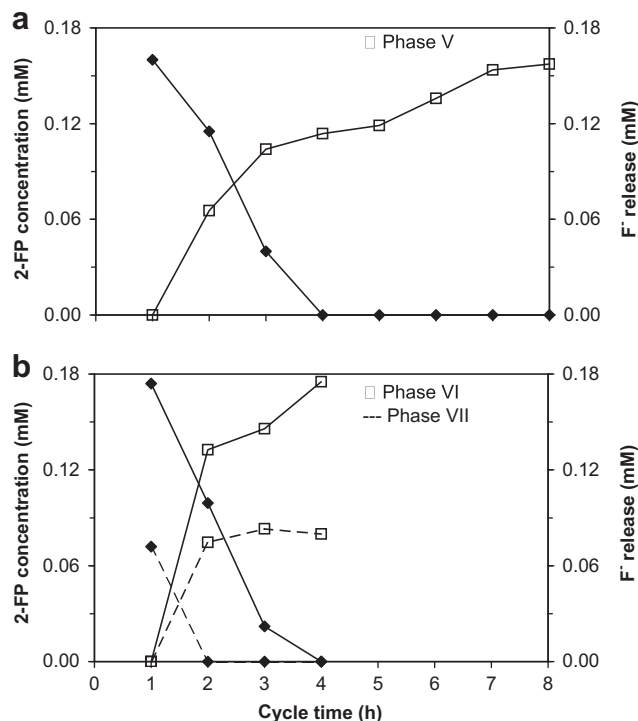 a
0.18
0.12
0.06
0.00
2-FP concentration (mM)
□ Phase V
0.18
0.12
0.06
0.00
F⁻ release (mM)
b
0.18
0.12
0.06
0.00
2-FP concentration (mM)
□ Phase VI
--- Phase VII
0.18
0.12
0.06
0.00
F⁻ release (mM)
0 1 2 3 4 5 6 7 8
Cycle time (h)